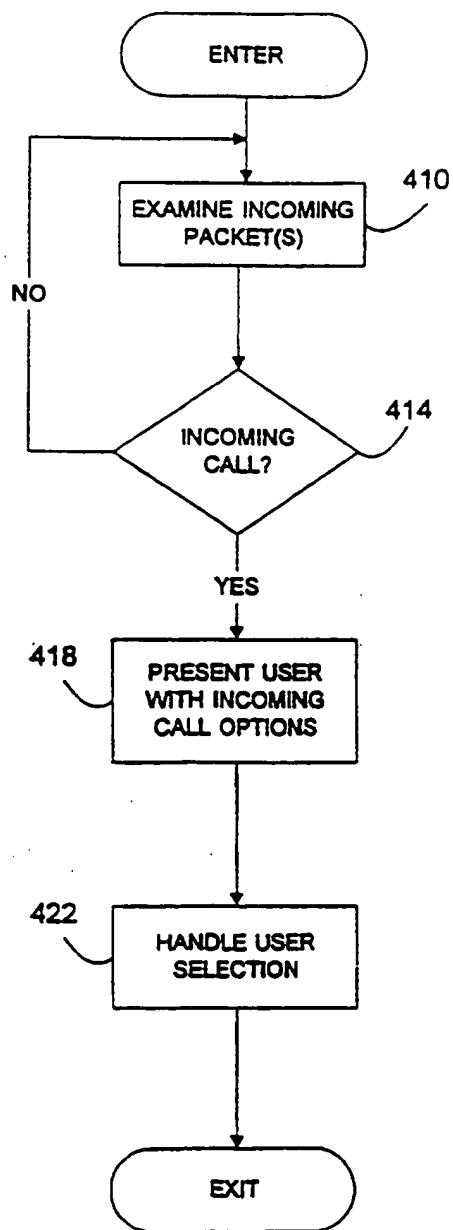 ENTER
410
EXAMINE INCOMING
PACKET(S)
NO
414
INCOMING
CALL?
YES
418
PRESENT USER
WITH INCOMING
CALL OPTIONS
422
HANDLE USER
SELECTION
EXIT